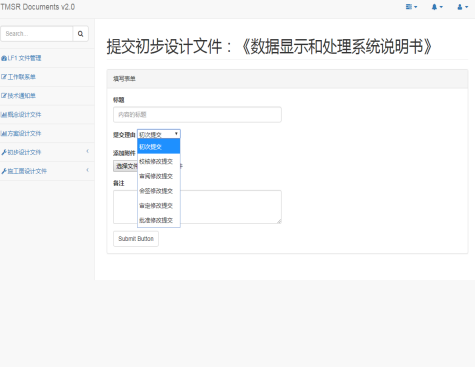 TMSR Documents v2.0
Search...
LF1 文件管理
工作联系单
技术通知单
概念设计文件
方案设计文件
初步设计文件
施工图设计文件
提交初步设计文件：《数据显示和处理系统说明书》
填写表单
标题
内容的标题
提交理由 初次提交
初次提交
添加附件
校核修改提交
选择文件
审阅修改提交
备注
会签修改提交
审定修改提交
批准修改提交
Submit Button